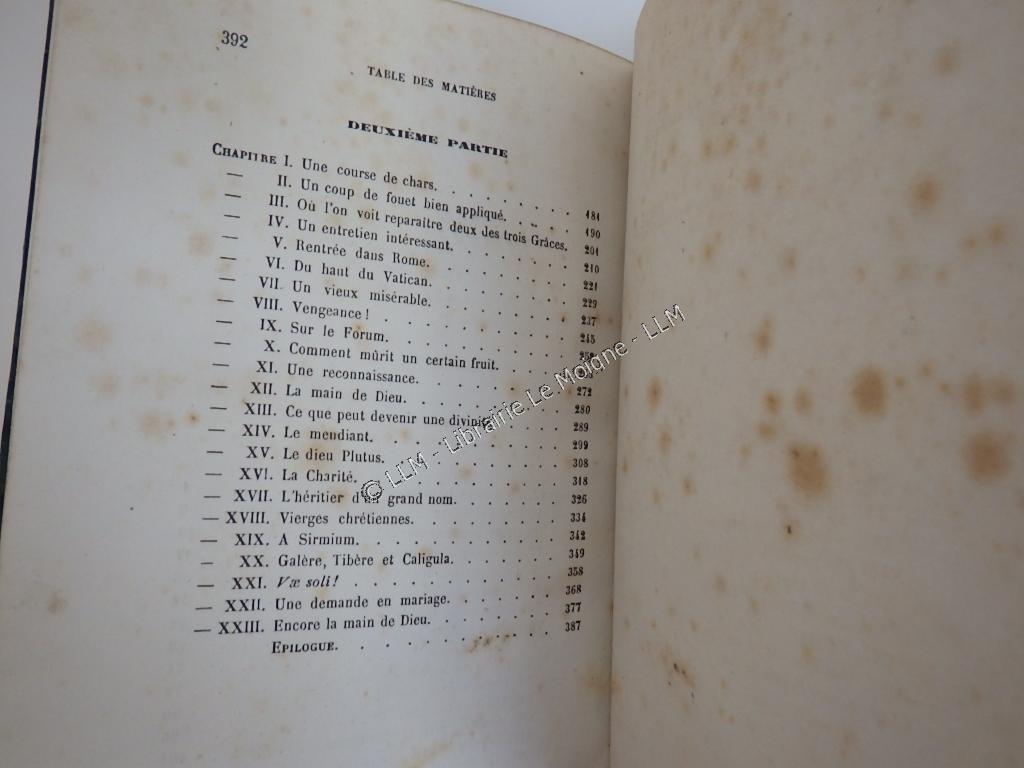 392
TABLE DES MATIÈRES
DEUXIÈME PARTIE
CHAPITRE I. Une course de chars. . . . . . . . . 181
— II. Un coup de fouet bien appliqué. . . . . 190
— III. Où l'on voit reparaître deux des trois Grâces. 201
— IV. Un entretien intéressant. . . . . . . . 210
— V. Rentrée dans Rome. . . . . . . . . 221
— VI. Du haut du Vatican. . . . . . . . . 229
— VII. Un vieux misérable. . . . . . . . . 237
— VIII. Vengeance! . . . . . . . . . . . 245
— IX. Sur le Forum. . . . . . . . . . .
— X. Comment mûrit un certain fruit. . . . .
— XI. Une reconnaissance. . . . . . . . . 272
— XII. La main de Dieu. . . . . . . . . . 280
— XIII. Ce que peut devenir une divinité. . . . . 289
— XIV. Le mendiant. . . . . . . . . . . 299
— XV. Le dieu Plutus. . . . . . . . . . . 308
— XVI. La Charité. . . . . . . . . . . . 318
— XVII. L'héritier d'un grand nom. . . . . . . 326
— XVIII. Vierges chrétiennes. . . . . . . . . 334
— XIX. A Sirmium. . . . . . . . . . . . 342
— XX. Galère, Tibère et Caligula. . . . . . . 349
— XXI. Væ soli! . . . . . . . . . . . . 358
— XXII. Une demande en mariage. . . . . . . 368
— XXIII. Encore la main de Dieu. . . . . . . . 377
EPILOGUE. . . . . . . . . . . . 387
© LLM - Librairie Le Moigne - LLM